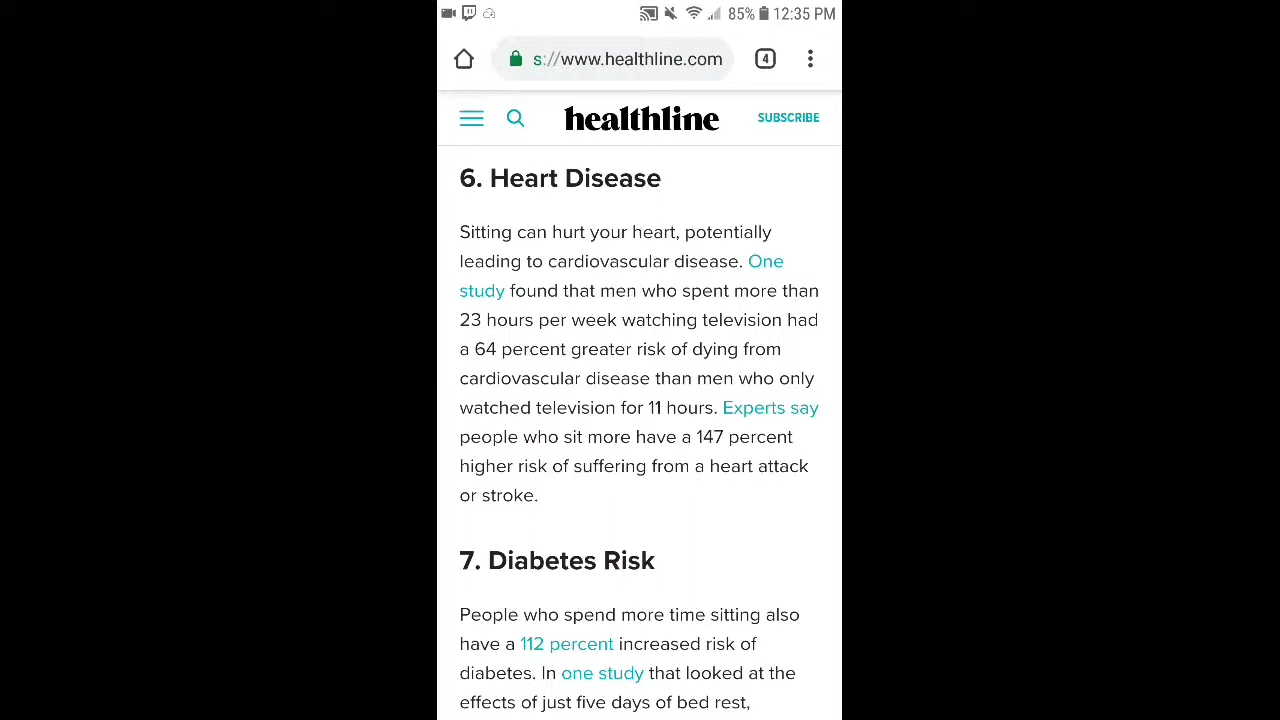 85% 12:35 PM
s://www.healthline.com 4
healthline SUBSCRIBE
6. Heart Disease
Sitting can hurt your heart, potentially
leading to cardiovascular disease. One
study found that men who spent more than
23 hours per week watching television had
a 64 percent greater risk of dying from
cardiovascular disease than men who only
watched television for 11 hours. Experts say
people who sit more have a 147 percent
higher risk of suffering from a heart attack
or stroke.
7. Diabetes Risk
People who spend more time sitting also
have a 112 percent increased risk of
diabetes. In one study that looked at the
effects of just five days of bed rest,